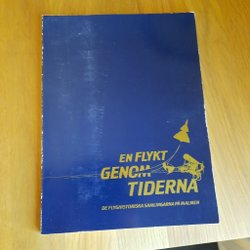 EN FLYKT
GENOM
TIDERNA
DE FLYGHISTORISKA SAMLINGARNA PÅ MALMEN